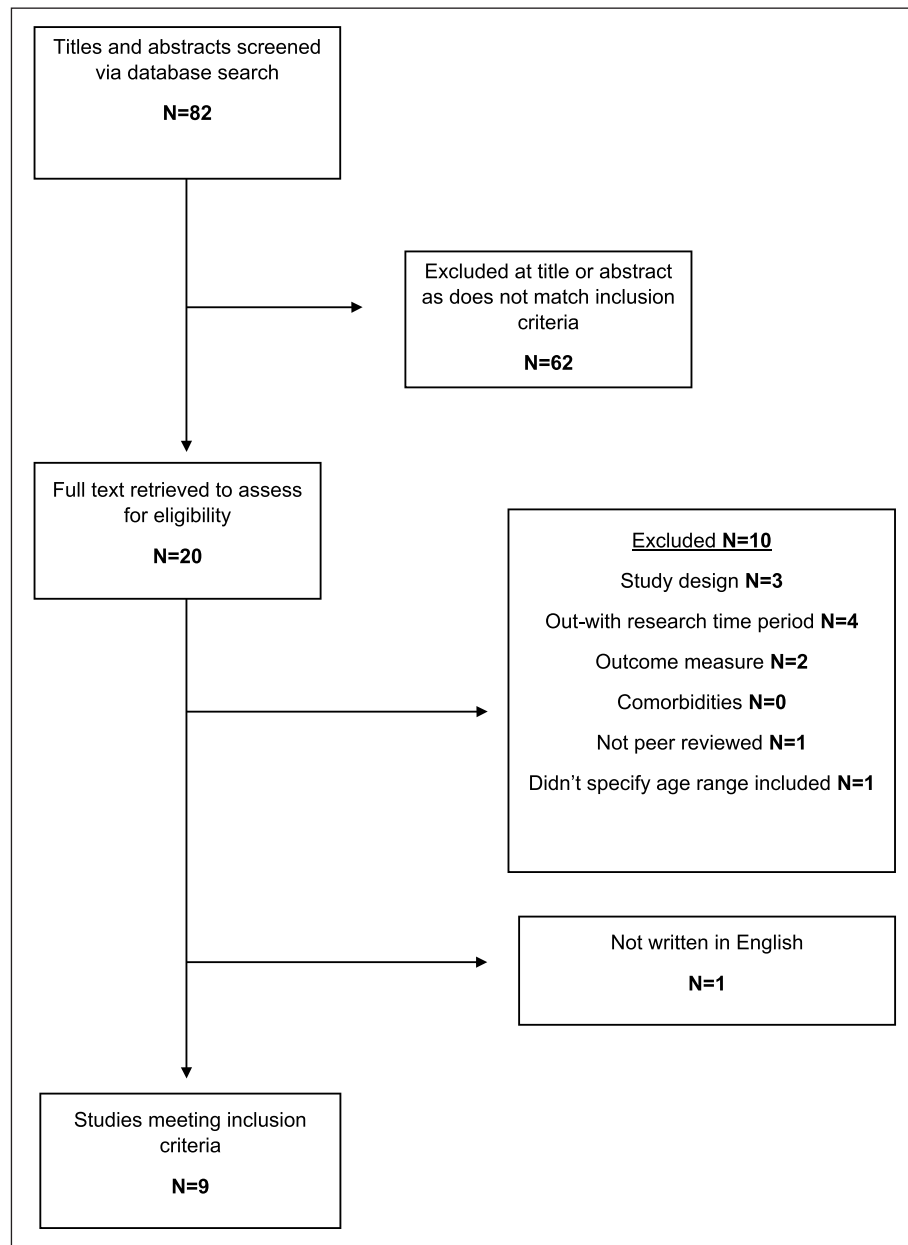 Titles and abstracts screened
via database search
N=82
Excluded at title or abstract
as does not match inclusion
criteria
N=62
Full text retrieved to assess
for eligibility
N=20
Excluded N=10
Study design N=3
Out-with research time period N=4
Outcome measure N=2
Comorbidities N=0
Not peer reviewed N=1
Didn’t specify age range included N=1
Not written in English
N=1
Studies meeting inclusion
criteria
N=9